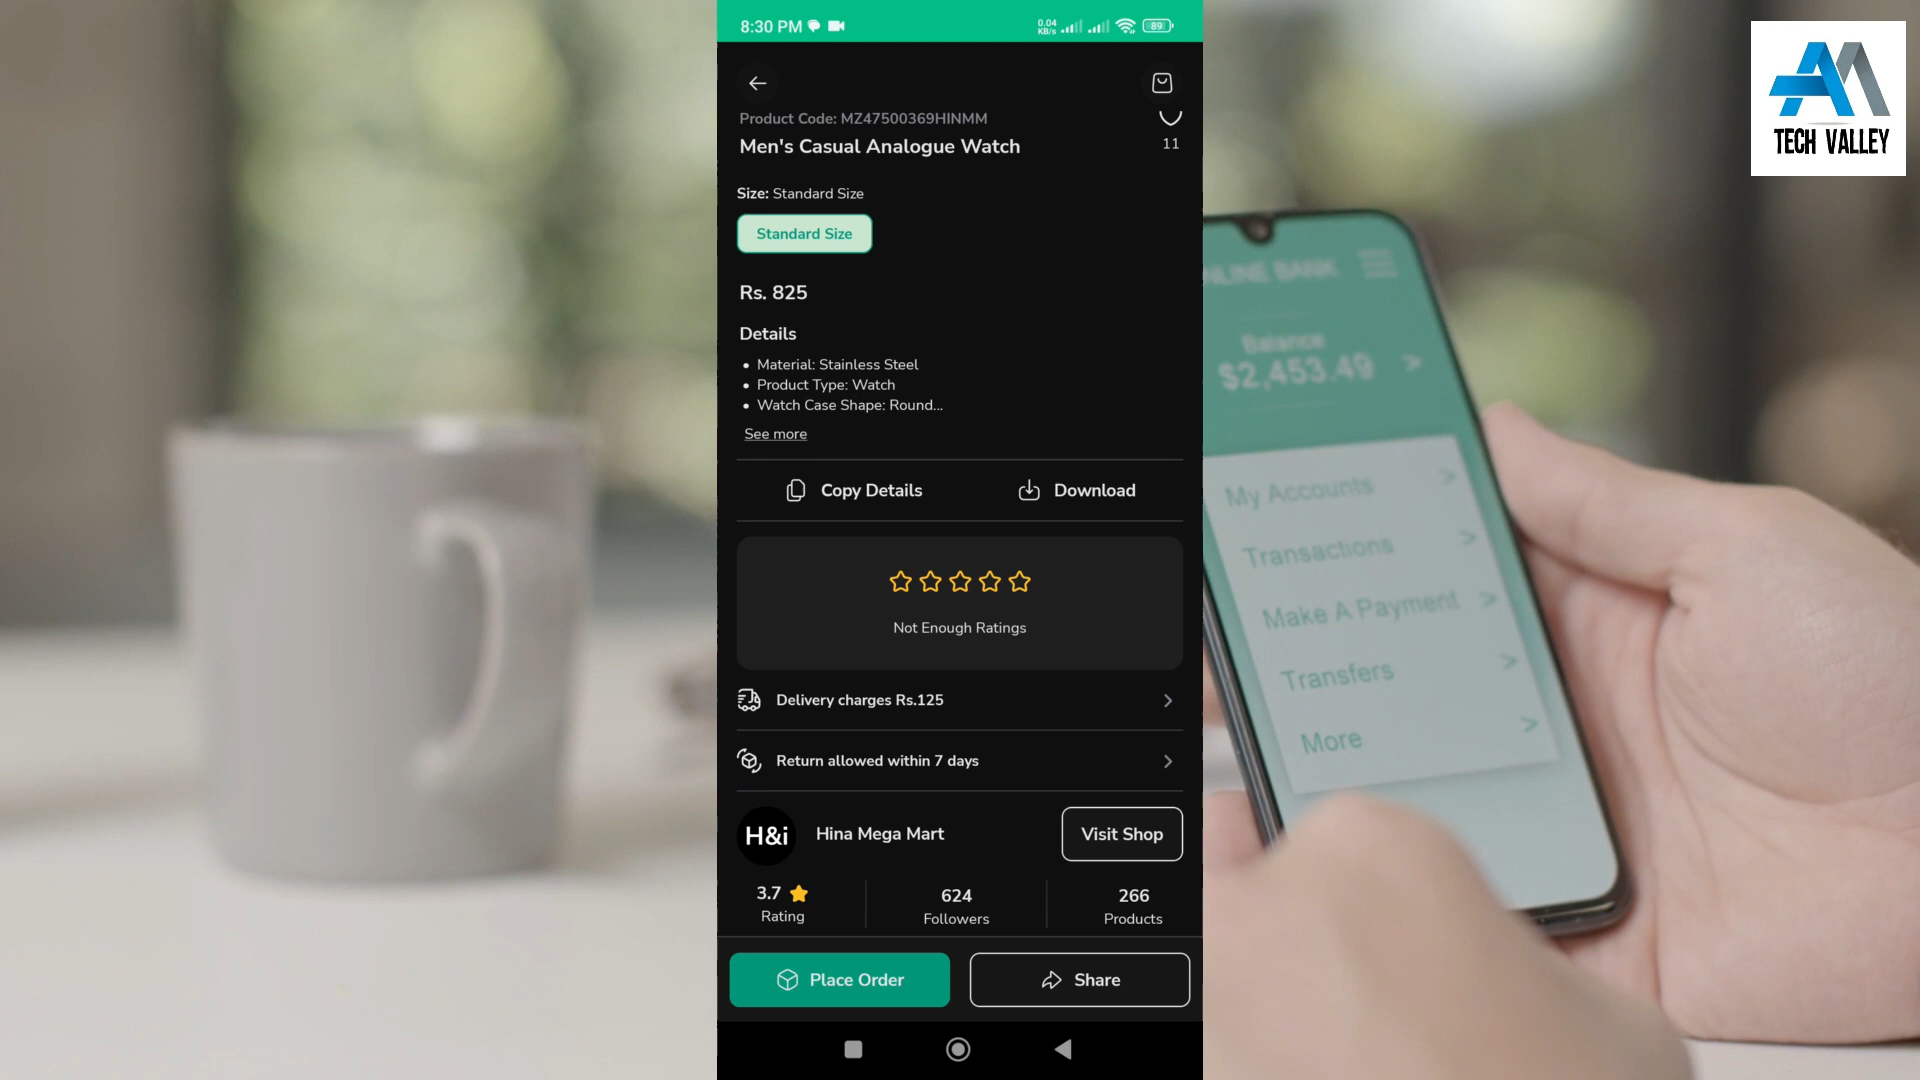 8:30 PM
0.04
KB/s
89
Product Code: MZ47500369HINMM
Men's Casual Analogue Watch
11
Size: Standard Size
Standard Size
Rs. 825
Details
• Material: Stainless Steel
• Product Type: Watch
• Watch Case Shape: Round...
See more
Copy Details
Download
Not Enough Ratings
Delivery charges Rs.125
Return allowed within 7 days
H&i
Hina Mega Mart
Visit Shop
3.7
Rating
624
Followers
266
Products
Place Order
Share
NLINE BANK
Balance
$2,453.49 >
My Accounts >
Transactions >
Make A Payment >
Transfers >
More >
TECH VALLEY